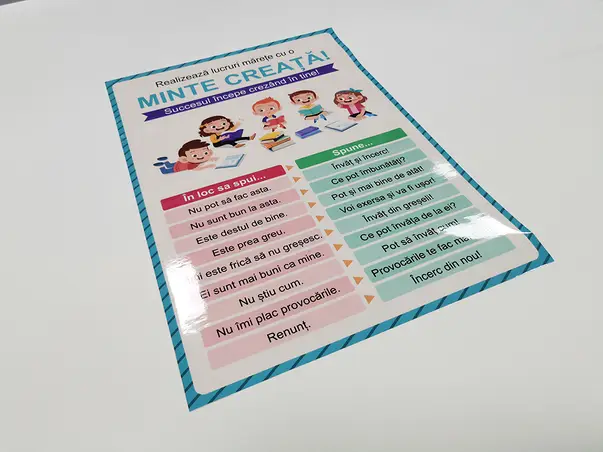 Realizează lucruri mărețe cu o
MINTE CREAȚĂ!
Succesul începe crezând în tine!
În loc sa spui...
Nu pot să fac asta.
Nu sunt bun la asta.
Este destul de bine.
Este prea greu.
îi este frică să nu greșesc.
Ei sunt mai buni ca mine.
Nu știu cum.
Nu îmi plac provocările.
Renunț.
Spune...
Învăț și încerc!
Ce pot îmbunătăți?
Pot și mai bine de atât!
Voi exersa și va fi ușor!
Învăț din greșeli!
Ce pot învăța de la ei?
Pot să învăț
Provocările te fac
Încerc din nou!